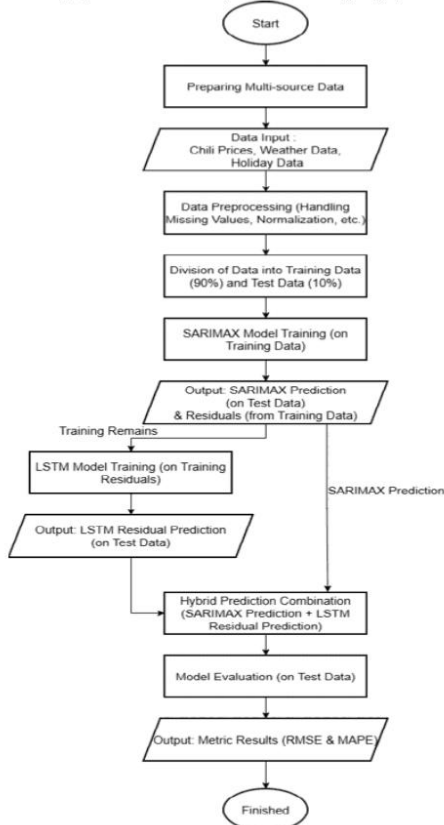 Start
Preparing Multi-source Data
Data Input :
Chili Prices, Weather Data,
Holiday Data
Data Preprocessing (Handling
Missing Values, Normalization, etc.)
Division of Data into Training Data
(90%) and Test Data (10%)
SARIMAX Model Training (on
Training Data)
Output: SARIMAX Prediction
(on Test Data)
& Residuals (from Training Data)
Training Remains
LSTM Model Training (on Training
Residuals)
SARIMAX Prediction
Output: LSTM Residual Prediction
(on Test Data)
Hybrid Prediction Combination
(SARIMAX Prediction + LSTM
Residual Prediction)
Model Evaluation (on Test Data)
Output: Metric Results (RMSE & MAPE)
Finished